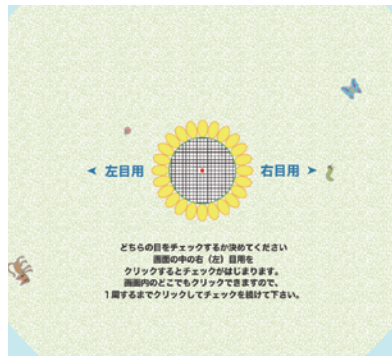 左目用
右目用
どちらの目をチェックするか決めてください
画面の中の右（左）目用を
クリックするとチェックがはじまります。
画面内のどこでもクリックできますので、
1周するまでクリックしてチェックを続けて下さい。